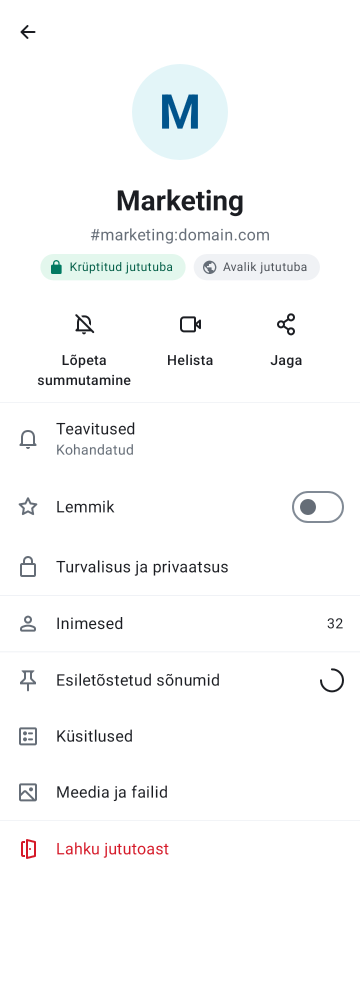 M
Marketing
#marketing:domain.com
Krüptitud jututuba
Avalik jututuba
Lõpeta
summutamine
Helista
Jaga
Teavitused
Kohandatud
Lemmik
Turvalisus ja privaatsus
Inimesed 32
Esiletõstetud sõnumid
Küsitlused
Meedia ja failid
Lahku jututoast